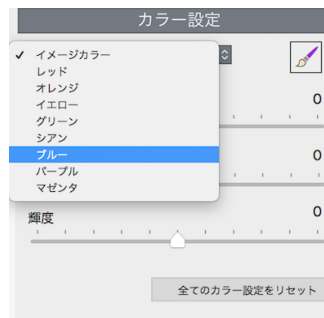 カラー設定
✓ イメージカラー
レッド
オレンジ
イエロー
グリーン
シアン
ブルー
パープル
マゼンタ
0
0
輝度
0
全てのカラー設定をリセット